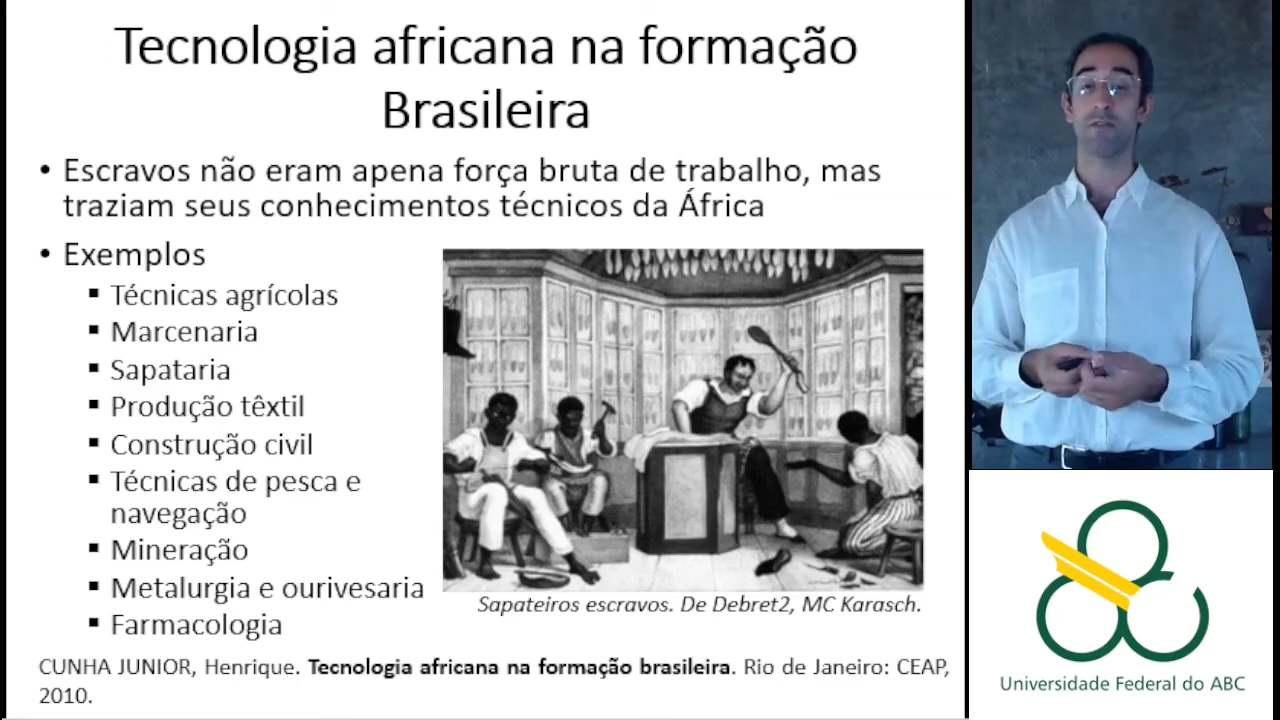 Tecnologia africana na formação
Brasileira
• Escravos não eram apena força bruta de trabalho, mas
traziam seus conhecimentos técnicos da África
• Exemplos
▪ Técnicas agrícolas
▪ Marcenaria
▪ Sapataria
▪ Produção têxtil
▪ Construção civil
▪ Técnicas de pesca e
navegação
▪ Mineração
▪ Metalurgia e ourivesaria
▪ Farmacologia
Sapateiros escravos. De Debret2, MC Karasch.
CUNHA JUNIOR, Henrique. Tecnologia africana na formação brasileira. Rio de Janeiro: CEAP,
2010.
Universidade Federal do ABC